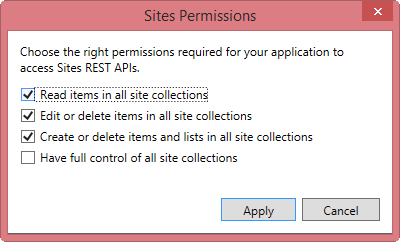 Sites Permissions
Choose the right permissions required for your application to
access Sites REST APIs.
Read items in all site collections
Edit or delete items in all site collections
Create or delete items and lists in all site collections
Have full control of all site collections
Apply
Cancel